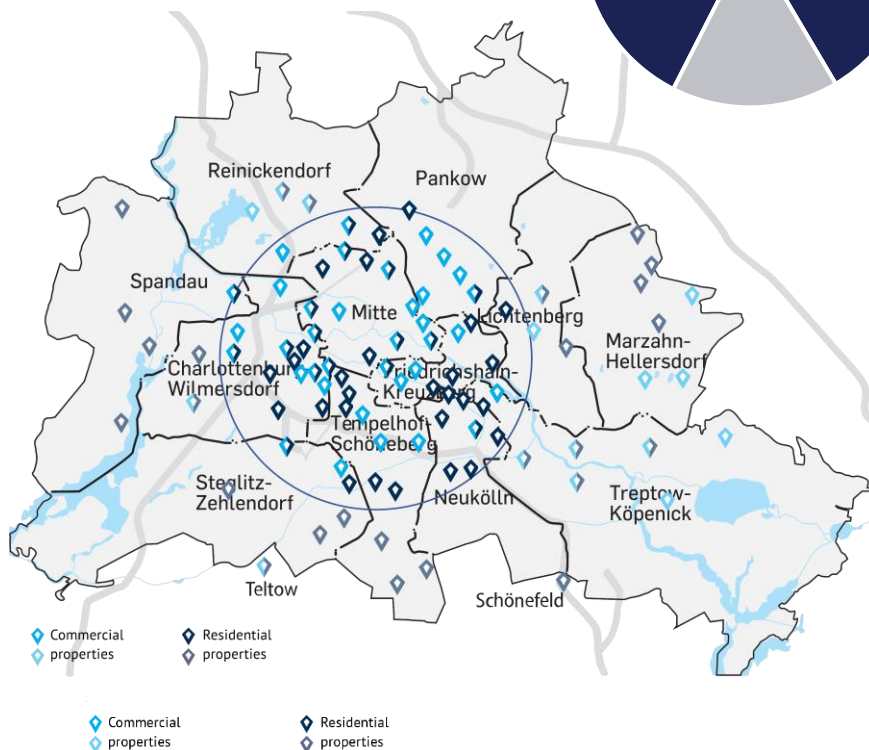 Reinickendorf
Pankow
Spandau
Mitte
Lichtenberg
Marzahn-
Hellersdorf
Charlottenbur
Wilmersdorf
Friedrichshain-
Kreuzberg
Tempelhof-
Schöneberg
Steglitz-
Zehlendorf
Neukölln
Treptow-
Köpenick
Teltow
Schönefeld
Commercial
properties
Residential
properties
Commercial
properties
Residential
properties